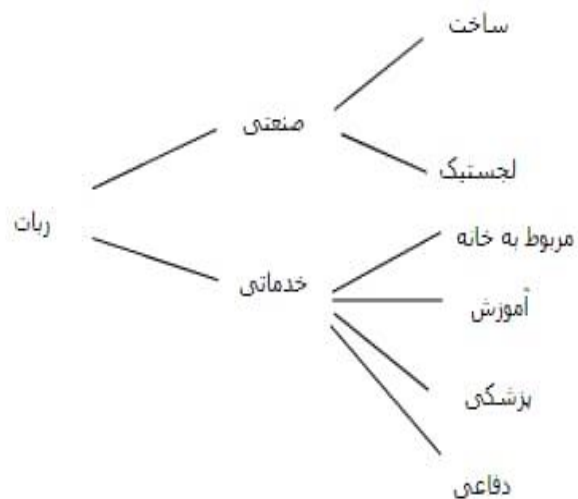 ساخت
صنعتی
لجستیک
ربات
مربوط به خانه
خدماتی
آموزش
پزشکی
دفاعی